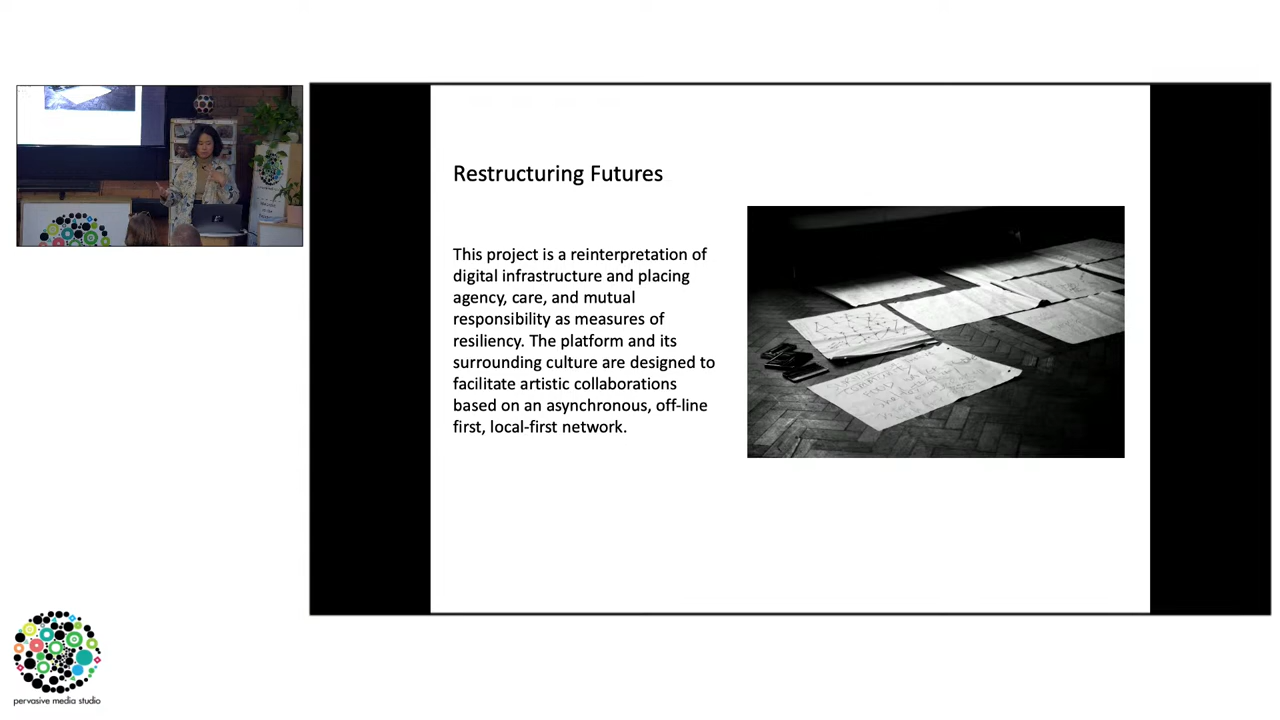 Restructuring Futures
This project is a reinterpretation of
digital infrastructure and placing
agency, care, and mutual
responsibility as measures of
resiliency. The platform and its
surrounding culture are designed to
facilitate artistic collaborations
based on an asynchronous, off-line
first, local-first network.
pervasive media studio